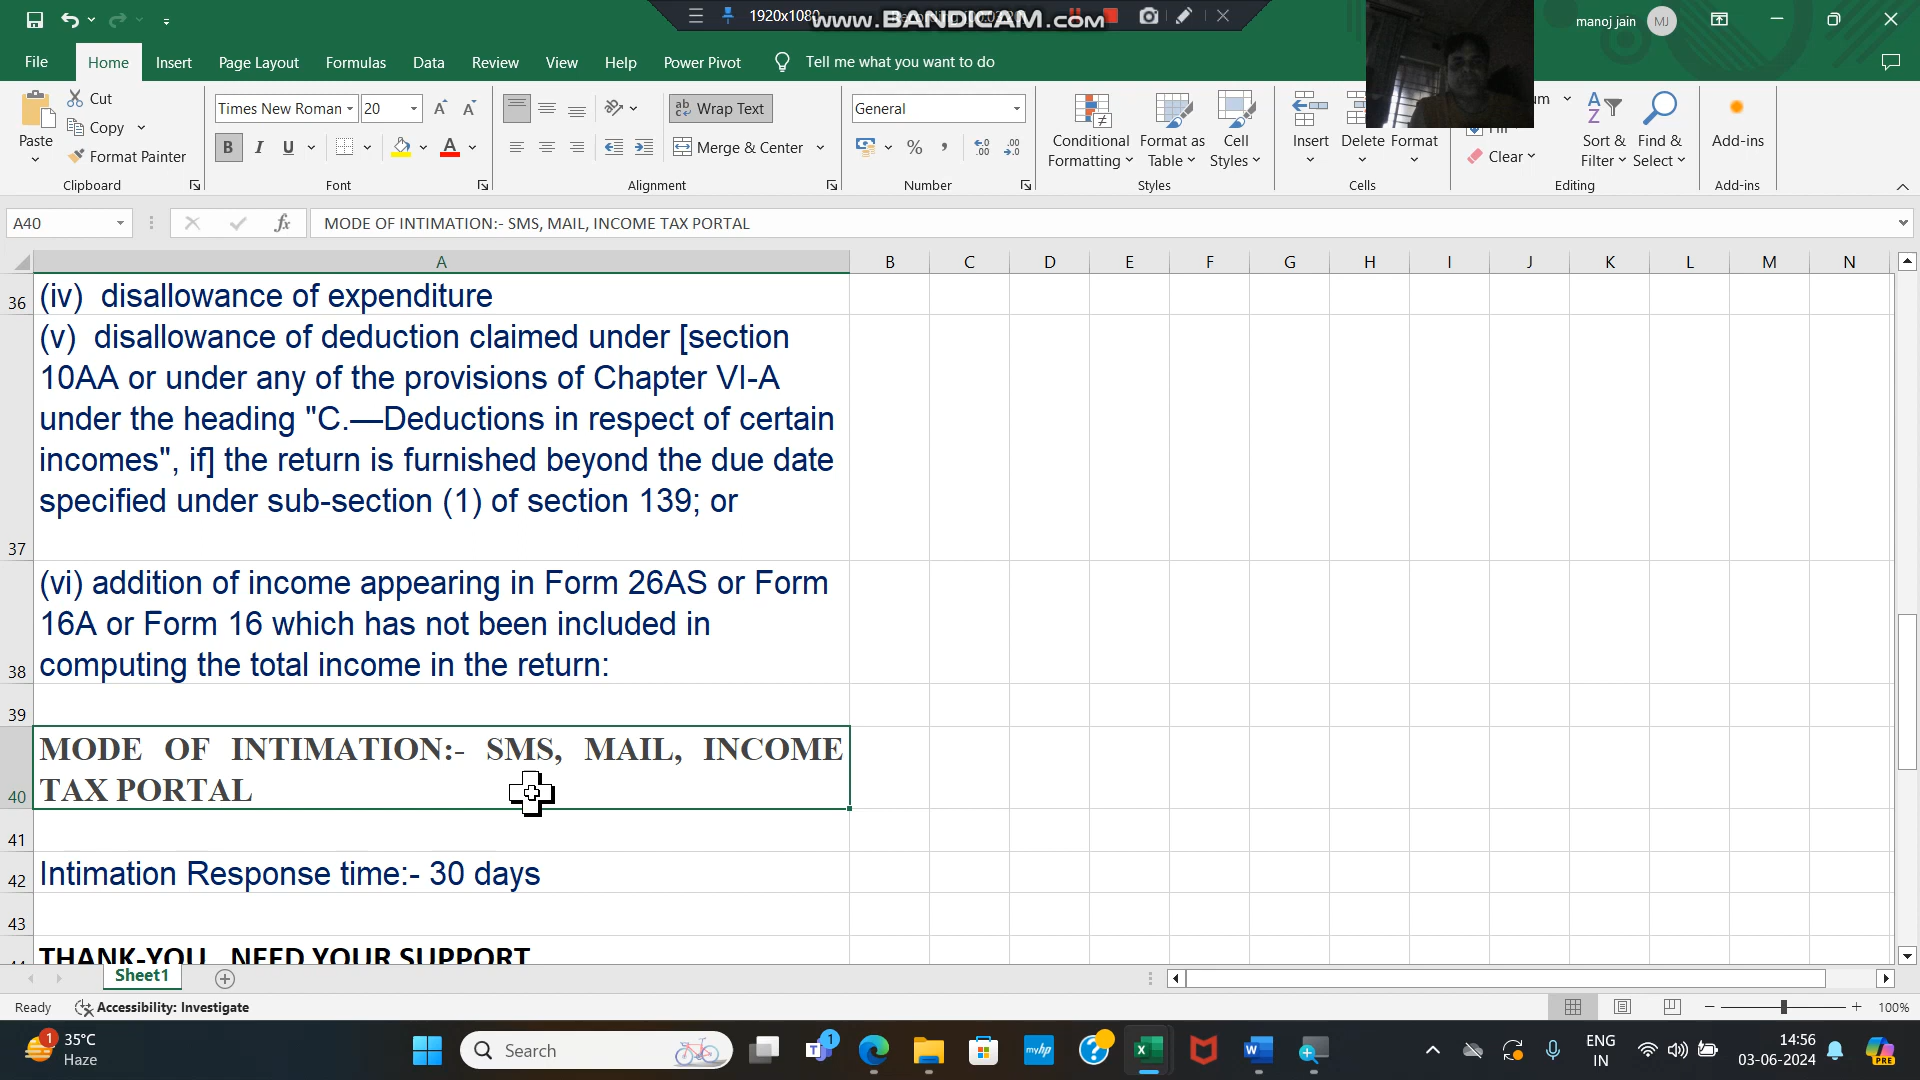 1920x1080
www.BANDICAM.com
manoj jain
MJ
File
Home
Insert
Page Layout
Formulas
Data
Review
View
Help
Power Pivot
Tell me what you want to do
Paste
Cut
Copy
Format Painter
Clipboard
Times New Roman
20
B I U
Font
Wrap Text
Merge & Center
Alignment
General
Number
Conditional Formatting
Format as Table
Cell Styles
Styles
Insert
Delete
Format
Cells
Clear
Sort & Filter
Find & Select
Editing
Add-ins
Add-ins
A40
fx
MODE OF INTIMATION:- SMS, MAIL, INCOME TAX PORTAL
A B C D E F G H I J K L M N
36 (iv) disallowance of expenditure
(v) disallowance of deduction claimed under [section
10AA or under any of the provisions of Chapter VI-A
under the heading "C.—Deductions in respect of certain
incomes", if] the return is furnished beyond the due date
specified under sub-section (1) of section 139; or
37
(vi) addition of income appearing in Form 26AS or Form
16A or Form 16 which has not been included in
38 computing the total income in the return:
39
MODE OF INTIMATION:- SMS, MAIL, INCOME
40 TAX PORTAL
41
42 Intimation Response time:- 30 days
43
THANK-YOU NEED YOUR SUPPORT
Sheet1
Ready
Accessibility: Investigate
100%
1
35°C
Haze
Search
1
myhp
ENG
IN
14:56
03-06-2024
PRE